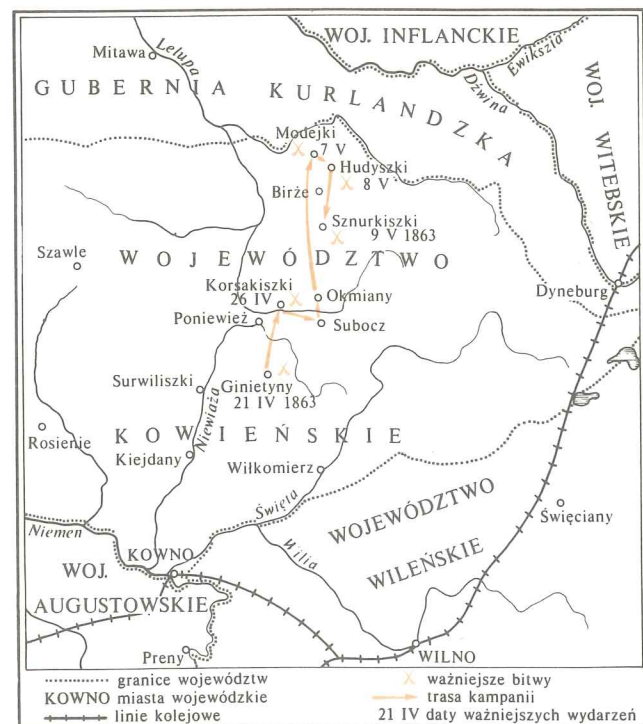 WOJ. INFLANCKIE
Mitawa
Lelupa
Ewikszta
Dźwina
GUBERNIA KURLANDZKA
WOJ. WITEBSKIE
Modejki
7 V
Hudyszki
8 V
Birże
Sznurkiszki
9 V 1863
Szawle
WOJEWÓDZTWO
Korsakiszki
26 IV
Okmiany
Dyneburg
Poniewież
Subocz
Ginietyny
21 IV 1863
Surwiliszki
Niewiaża
Rosienie
KOWIEŃSKIE
Kiejdany
Wiłkomierz
Święta
WOJEWÓDZTWO
WILEŃSKIE
Święciany
Niemen
KOWNO
Wilia
WOJ.
AUGUSTOWSKIE
Preny
WILNO
granice województw
KOWNO miasta wojewódzkie
linie kolejowe
ważniejsze bitwy
trasa kampanii
21 IV daty ważniejszych wydarzeń